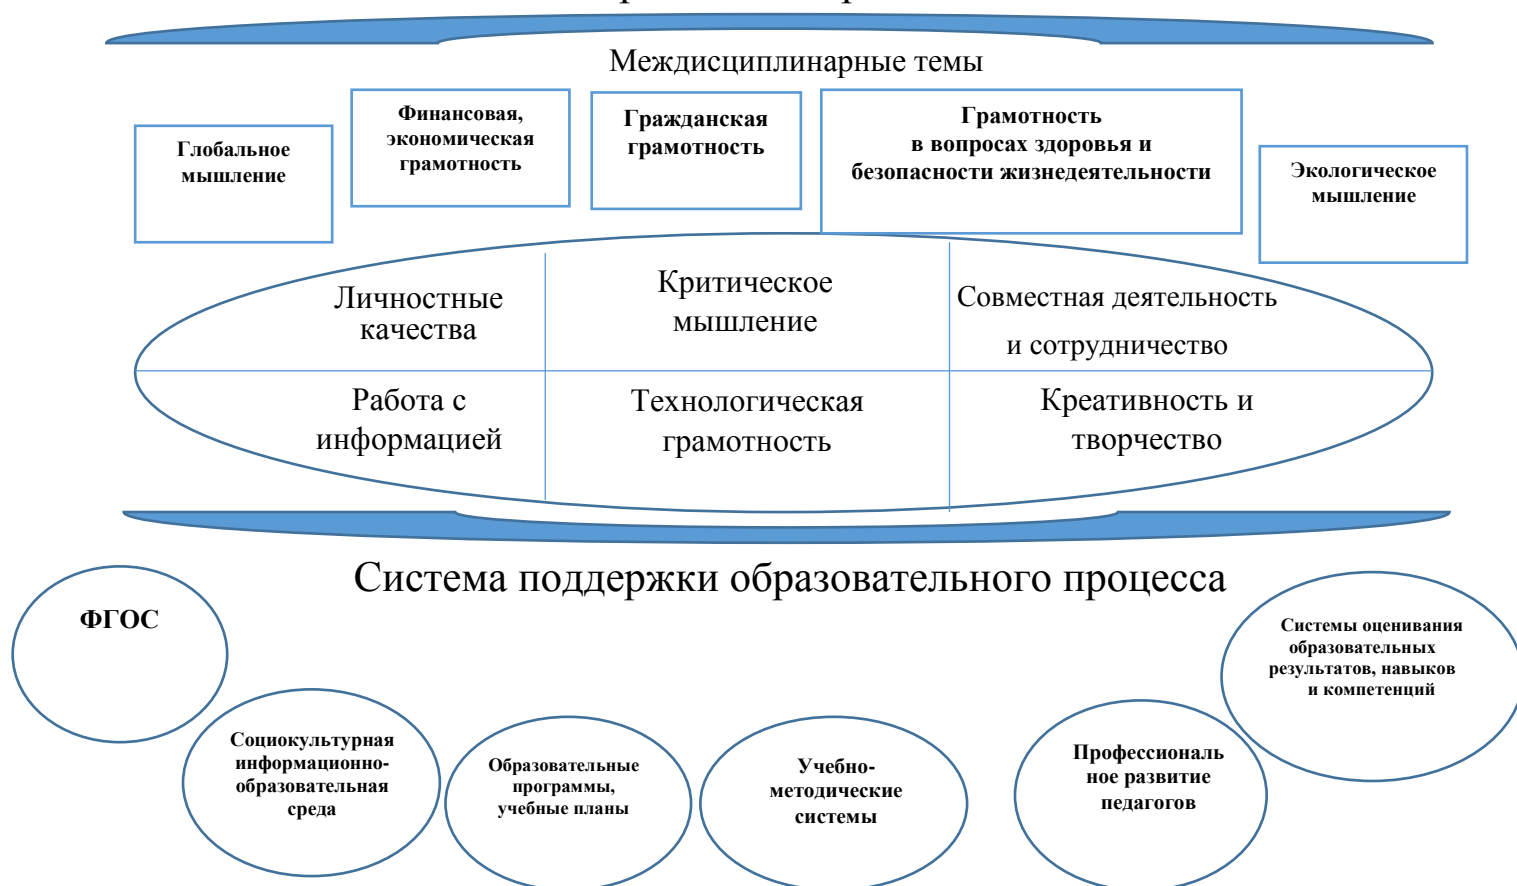 Междисциплинарные темы
Глобальное
мышление
Финансовая,
экономическая
грамотность
Гражданская
грамотность
Грамотность
в вопросах здоровья и
безопасности жизнедеятельности
Экологическое
мышление
Личностные
качества
Критическое
мышление
Совместная деятельность
и сотрудничество
Работа с
информацией
Технологическая
грамотность
Креативность и
творчество
Система поддержки образовательного процесса
ФГОС
Социокультурная
информационно-
образовательная
среда
Образовательные
программы,
учебные планы
Учебно-
методические
системы
Профессиональ
ное развитие
педагогов
Системы оценивания
образовательных
результатов, навыков
и компетенций